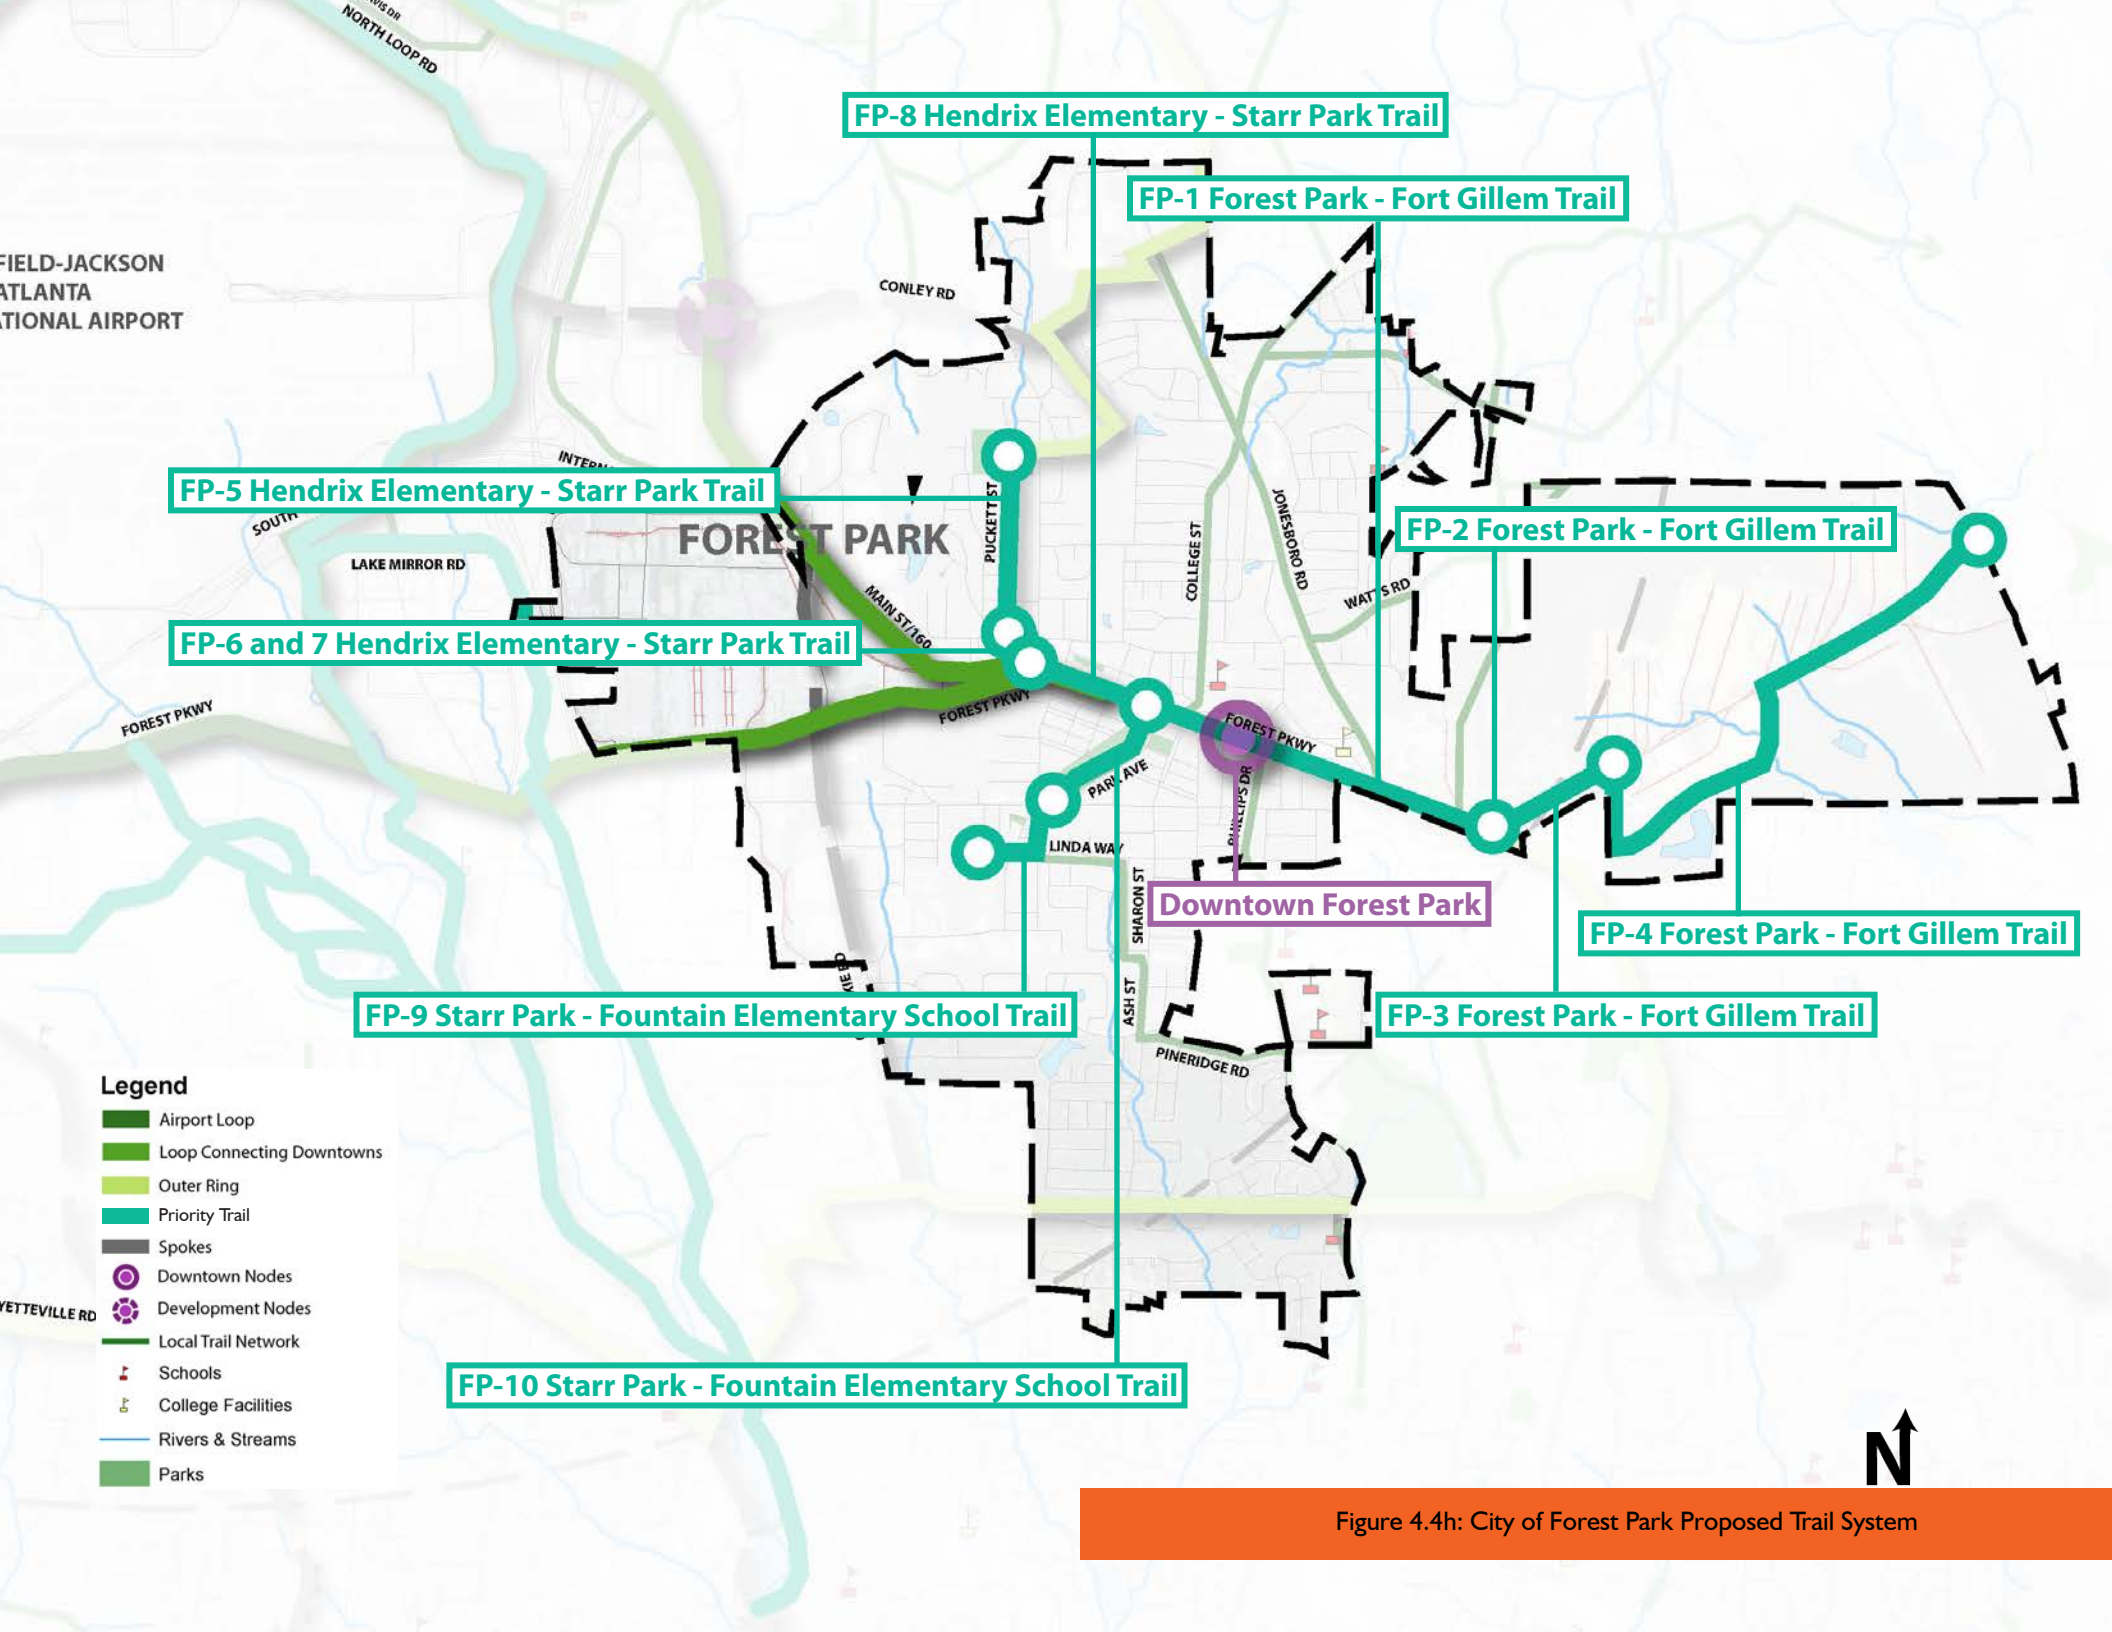 NORTH LOOP RD
FP-8 Hendrix Elementary - Starr Park Trail
FP-1 Forest Park - Fort Gillem Trail
FIELD-JACKSON
ATLANTA
ATIONAL AIRPORT
CONLEY RD
FP-5 Hendrix Elementary - Starr Park Trail
SOUTH
FOREST PARK
PUCKETT ST
COLLEGE ST
JONESBORO RD
FP-2 Forest Park - Fort Gillem Trail
LAKE MIRROR RD
MAIN ST/160
WATTS RD
FP-6 and 7 Hendrix Elementary - Starr Park Trail
FOREST PKWY
FOREST PKWY
FOREST PKWY
PARK AVE
PHILLIPS DR
LINDA WAY
SHARON ST
Downtown Forest Park
FP-4 Forest Park - Fort Gillem Trail
FP-9 Starr Park - Fountain Elementary School Trail
ASH ST
FP-3 Forest Park - Fort Gillem Trail
PINERIDGE RD
Legend
Airport Loop
Loop Connecting Downtowns
Outer Ring
Priority Trail
Spokes
Downtown Nodes
Development Nodes
YETTEVILLE RD
Local Trail Network
Schools
College Facilities
Rivers & Streams
Parks
FP-10 Starr Park - Fountain Elementary School Trail
N
Figure 4.4h: City of Forest Park Proposed Trail System